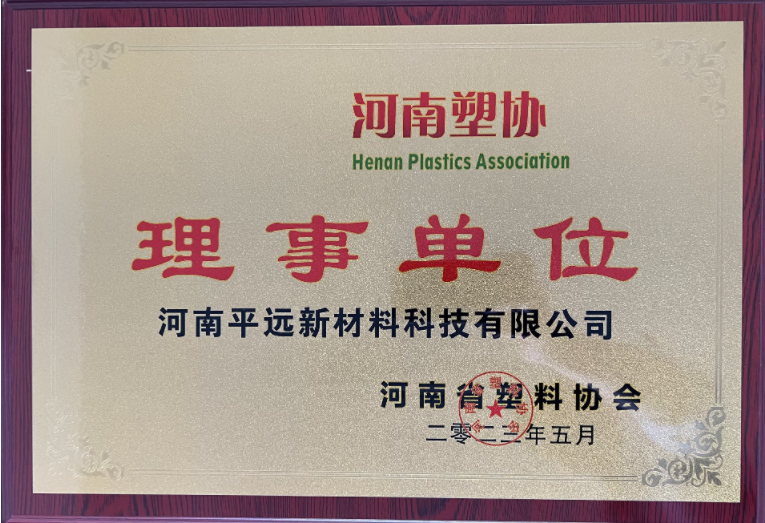 河南塑协
Henan Plastics Association
理事单位
河南平远新材料科技有限公司
河南省塑料协会
二零二三年五月